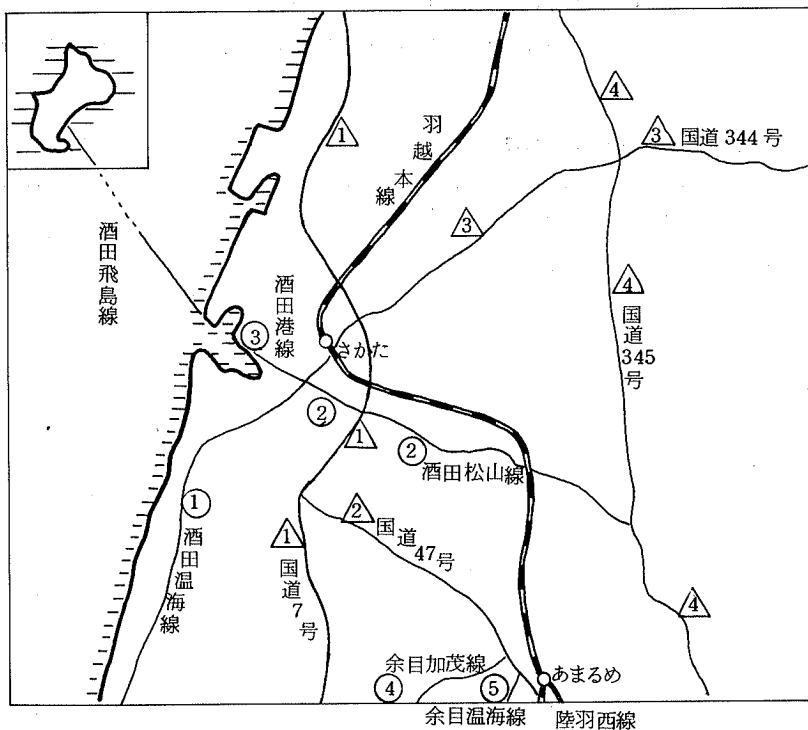 羽越本線
酒田飛島線
酒田港線
さかた
国道344号
国道345号
酒田松山線
酒田温海線
国道7号
国道47号
余目加茂線
余目温海線
あまるめ
陸羽西線
1
1
1
2
3
3
4
4
4
①
②
②
③
④
⑤